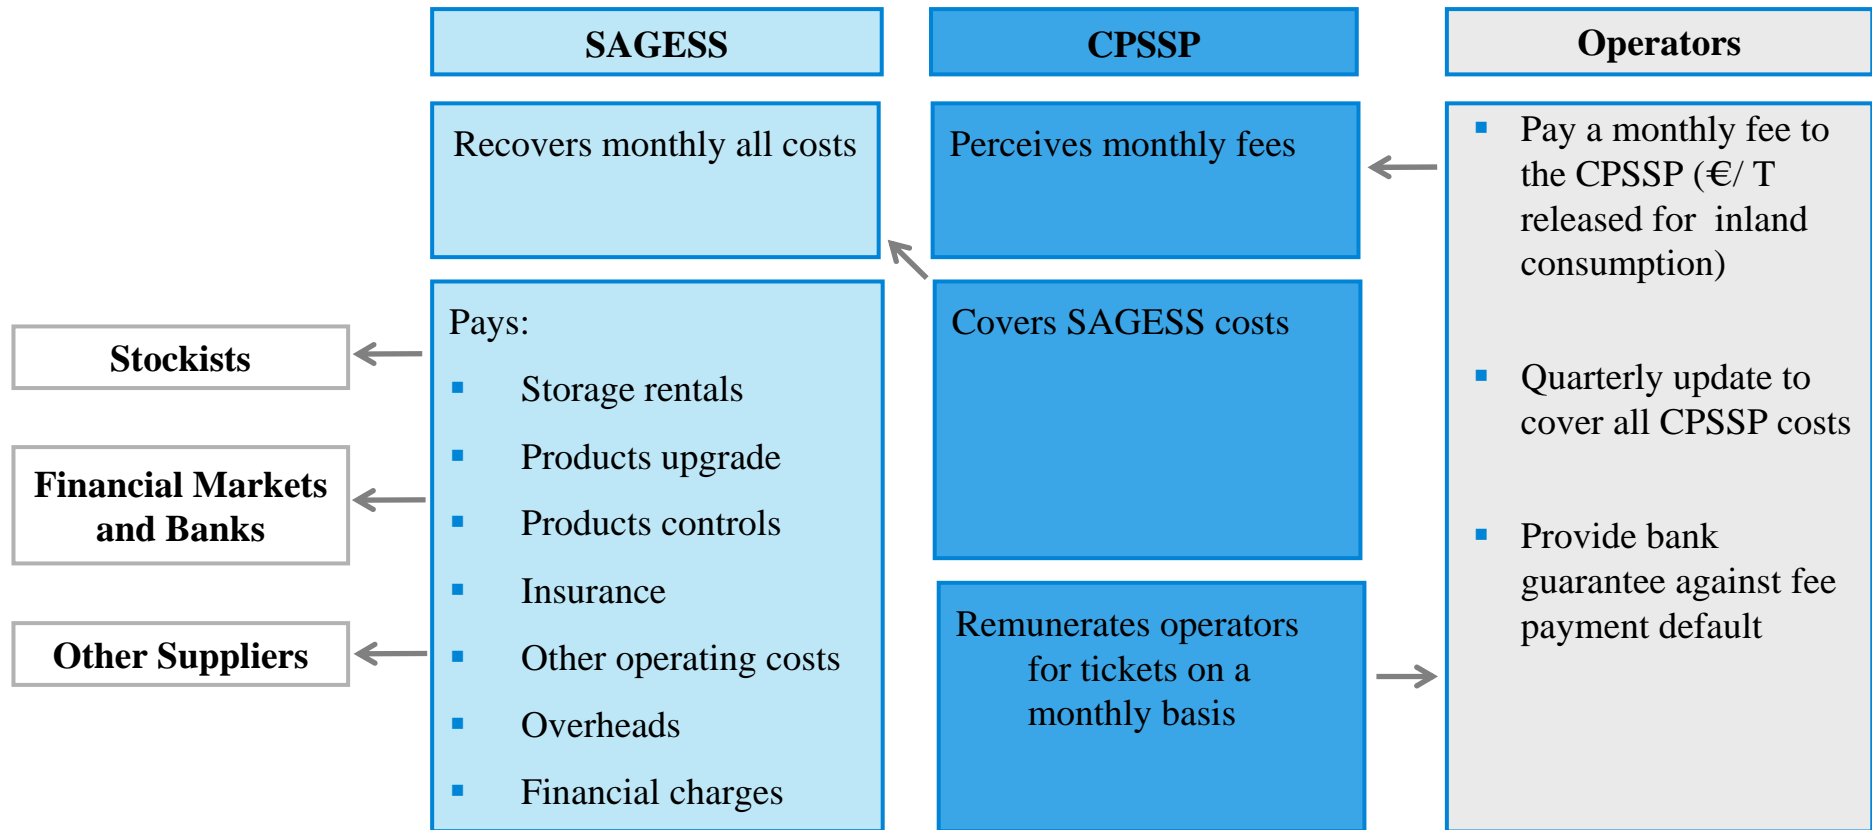 SAGESS
CPSSP
Operators
Recovers monthly all costs
Perceives monthly fees
Pay a monthly fee to
the CPSSP (€/ T
released for inland
consumption)
Quarterly update to
cover all CPSSP costs
Provide bank
guarantee against fee
payment default
Stockists
Financial Markets
and Banks
Other Suppliers
Pays:
Storage rentals
Products upgrade
Products controls
Insurance
Other operating costs
Overheads
Financial charges
Covers SAGESS costs
Remunerates operators
for tickets on a
monthly basis